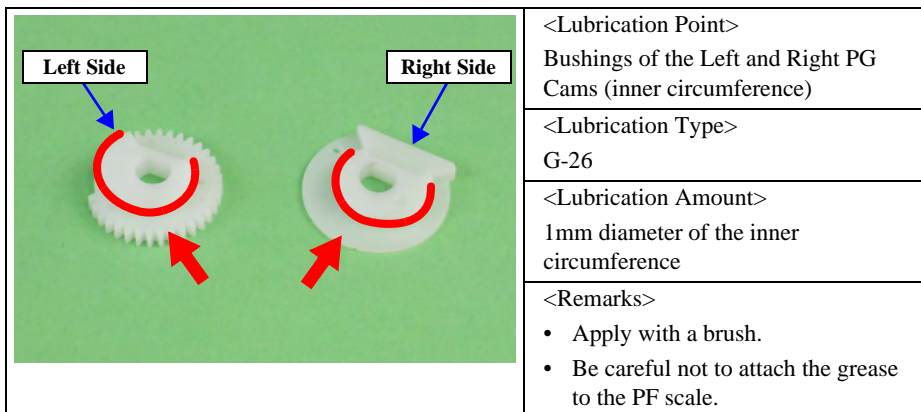 Left Side
Right Side
<Lubrication Point>
Bushings of the Left and Right PG
Cams (inner circumference)
<Lubrication Type>
G-26
<Lubrication Amount>
1mm diameter of the inner
circumference
<Remarks>
• Apply with a brush.
• Be careful not to attach the grease
to the PF scale.